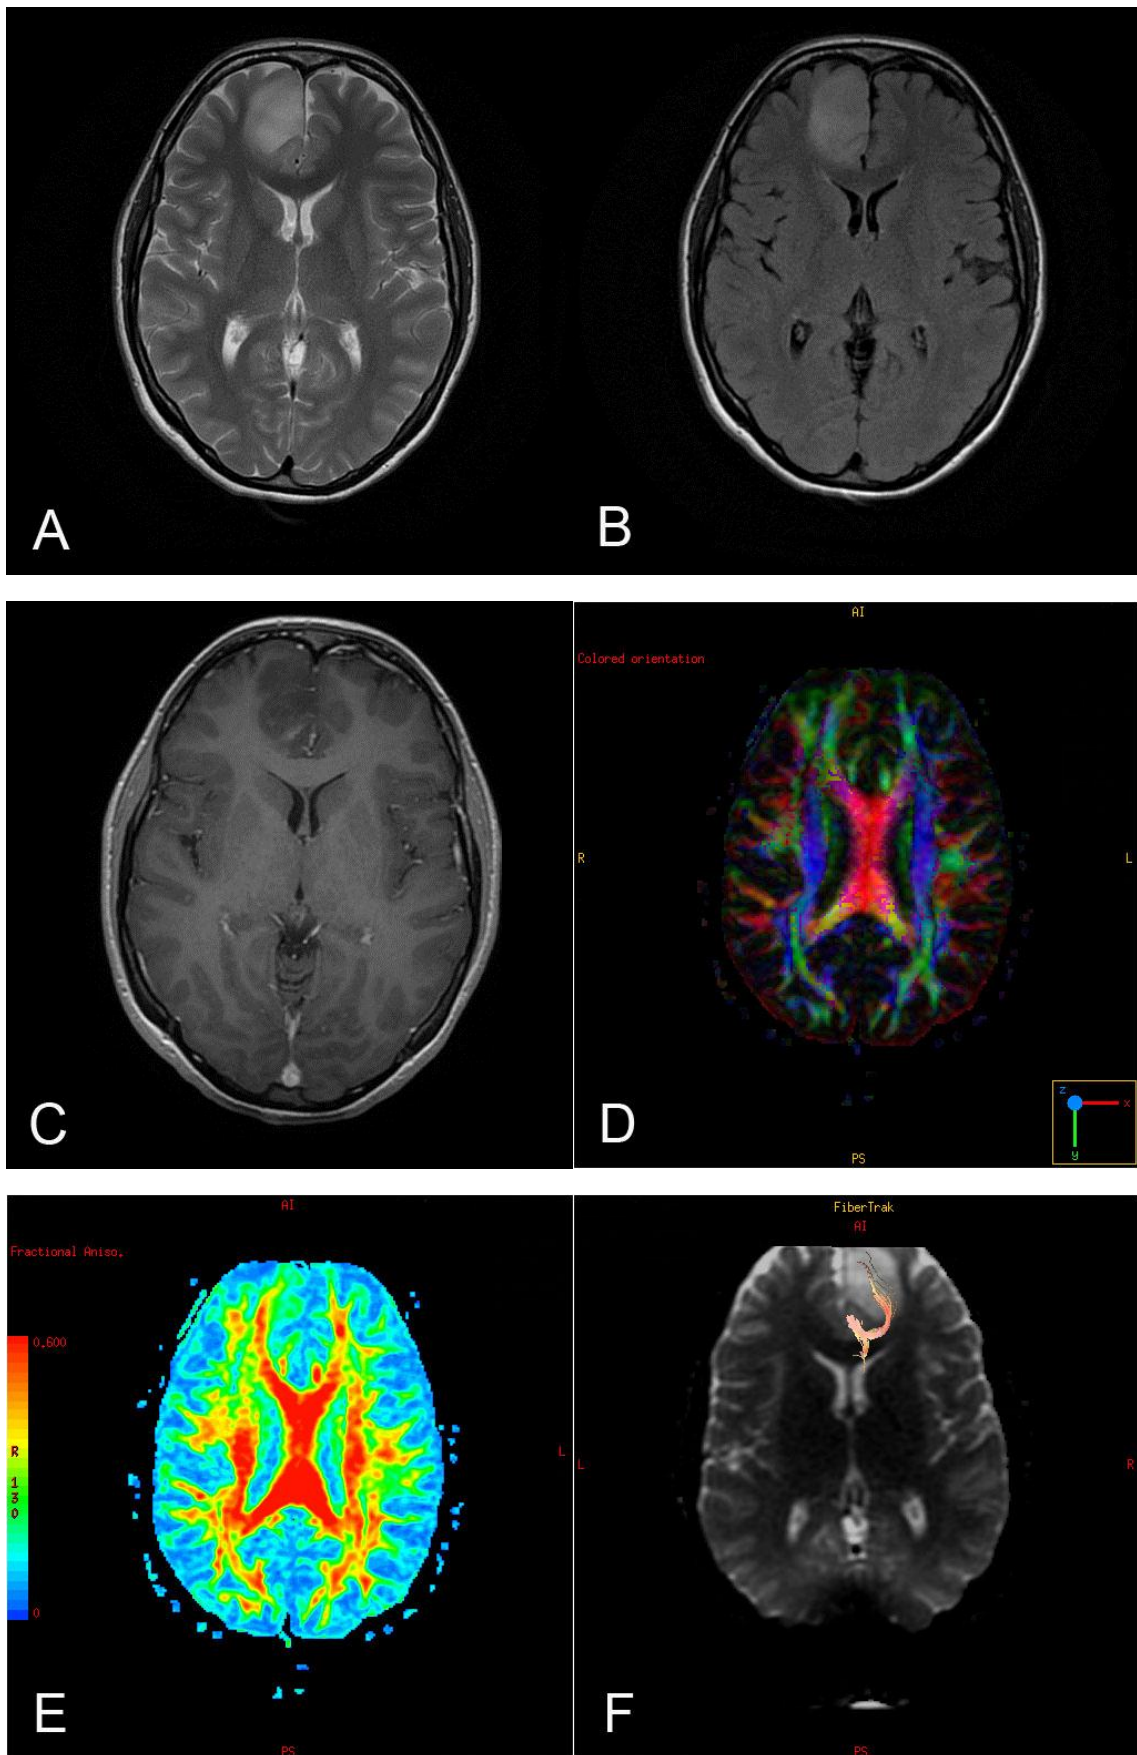 A
B
C
AI
Colored orientation
R
L
z
x
y
D
PS
AI
Fractional Aniso.
0.600
R
1
3
0
L
0
E
PS
FiberTrak
AI
L
R
F
PS